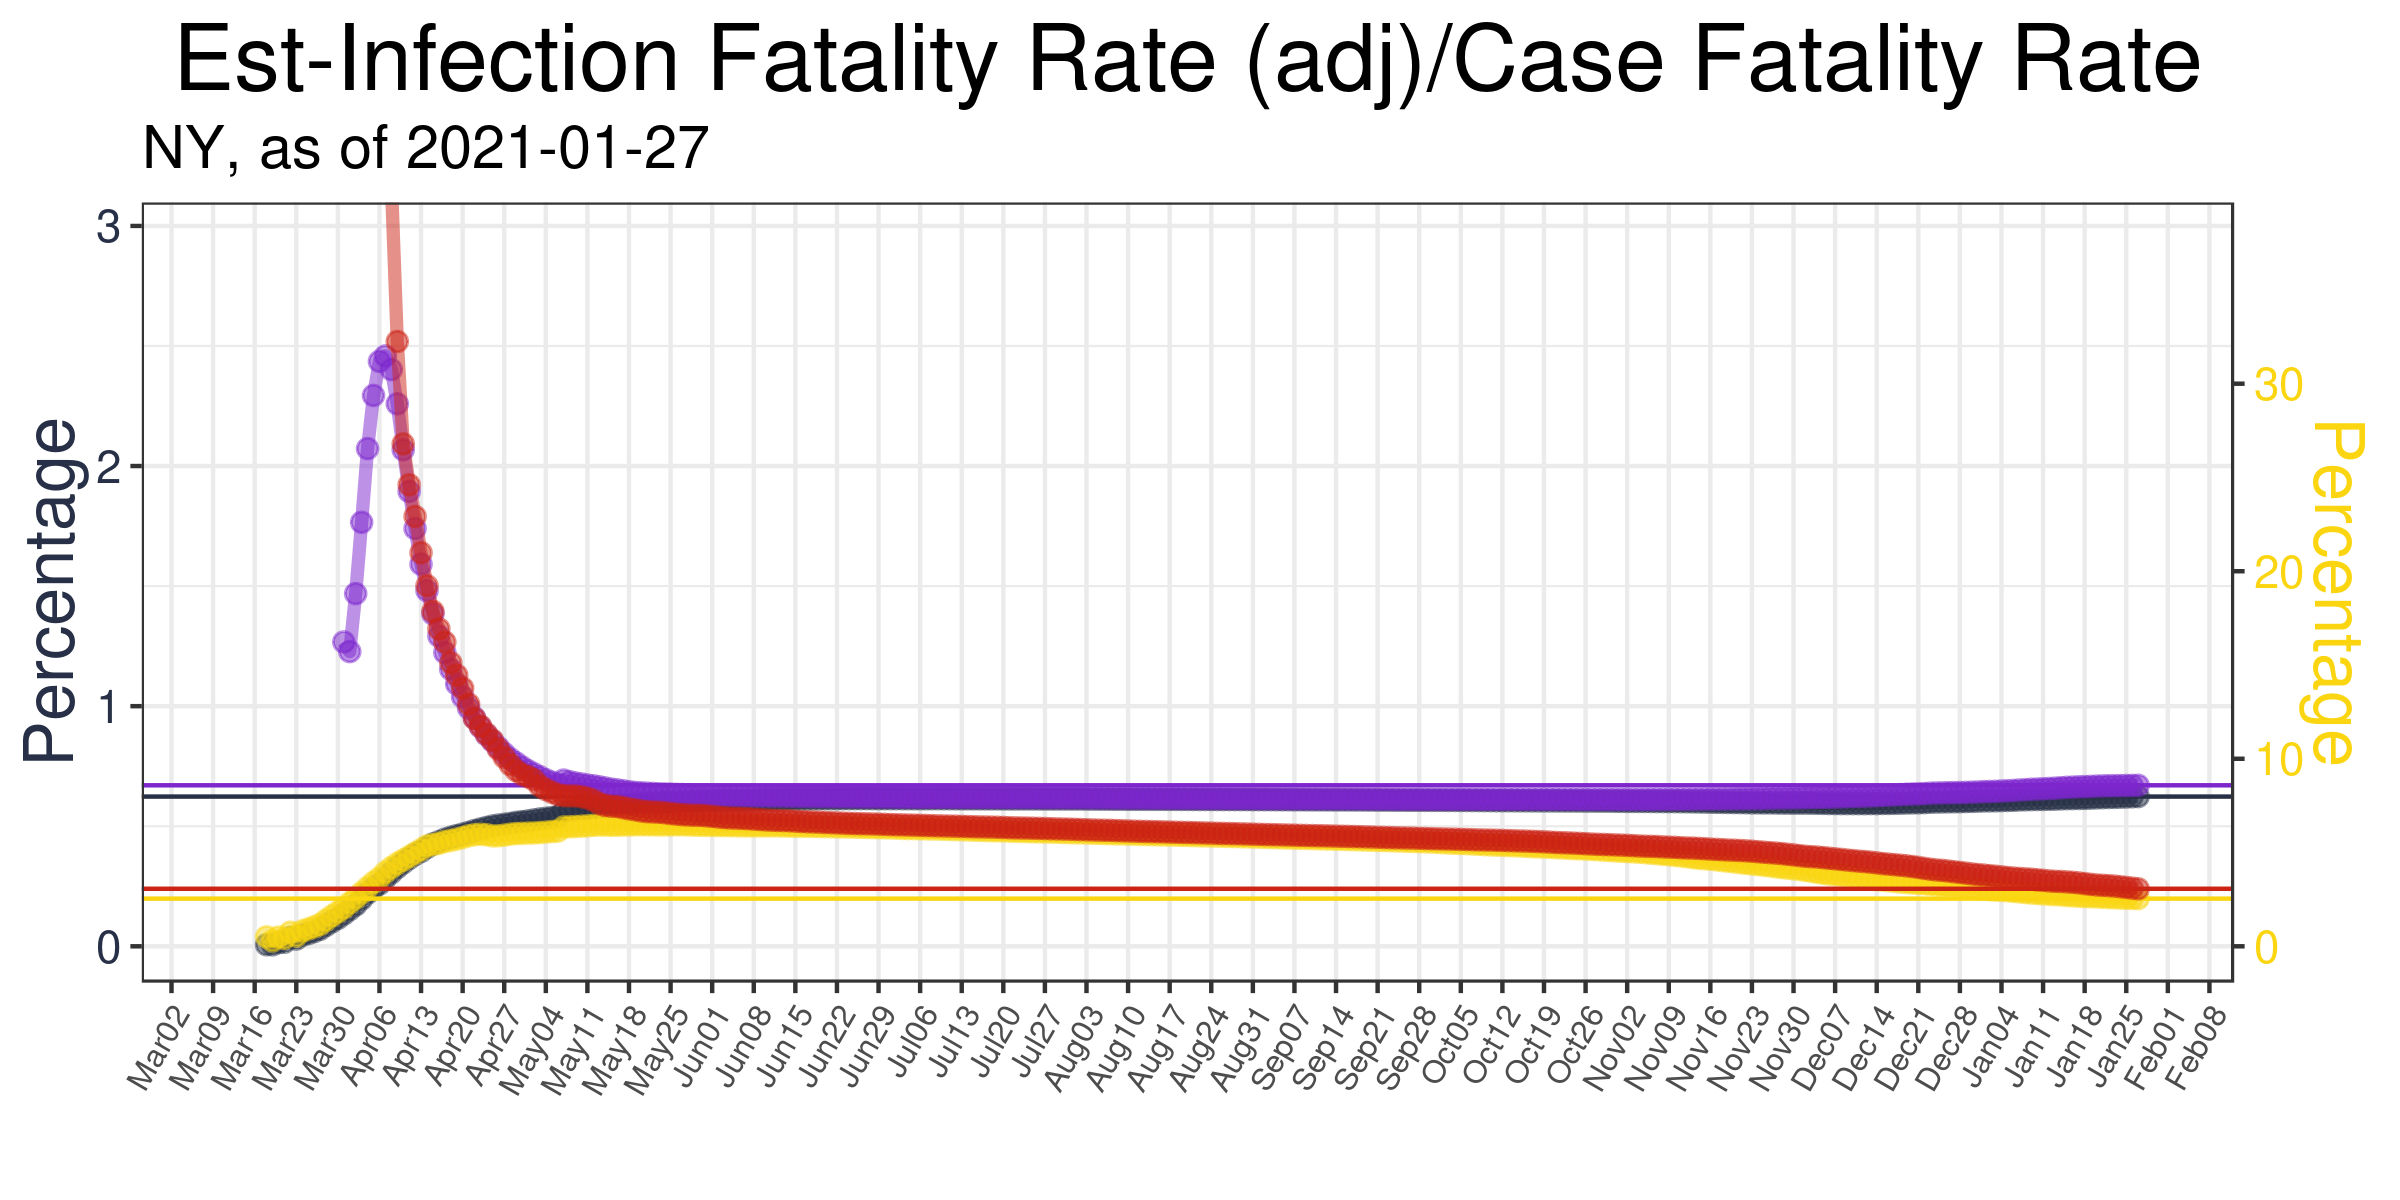 Est-Infection Fatality Rate (adj)/Case Fatality Rate
NY, as of 2021-01-27
Percentage
3
2
1
0
30
20
10
0
Percentage
Mar02
Mar09
Mar16
Mar23
Mar30
Apr06
Apr13
Apr20
Apr27
May04
May11
May18
May25
Jun01
Jun08
Jun15
Jun22
Jun29
Jul06
Jul13
Jul20
Jul27
Aug03
Aug10
Aug17
Aug24
Aug31
Sep07
Sep14
Sep21
Sep28
Oct05
Oct12
Oct19
Oct26
Nov02
Nov09
Nov16
Nov23
Nov30
Dec07
Dec14
Dec21
Dec28
Jan04
Jan11
Jan18
Jan25
Feb01
Feb08